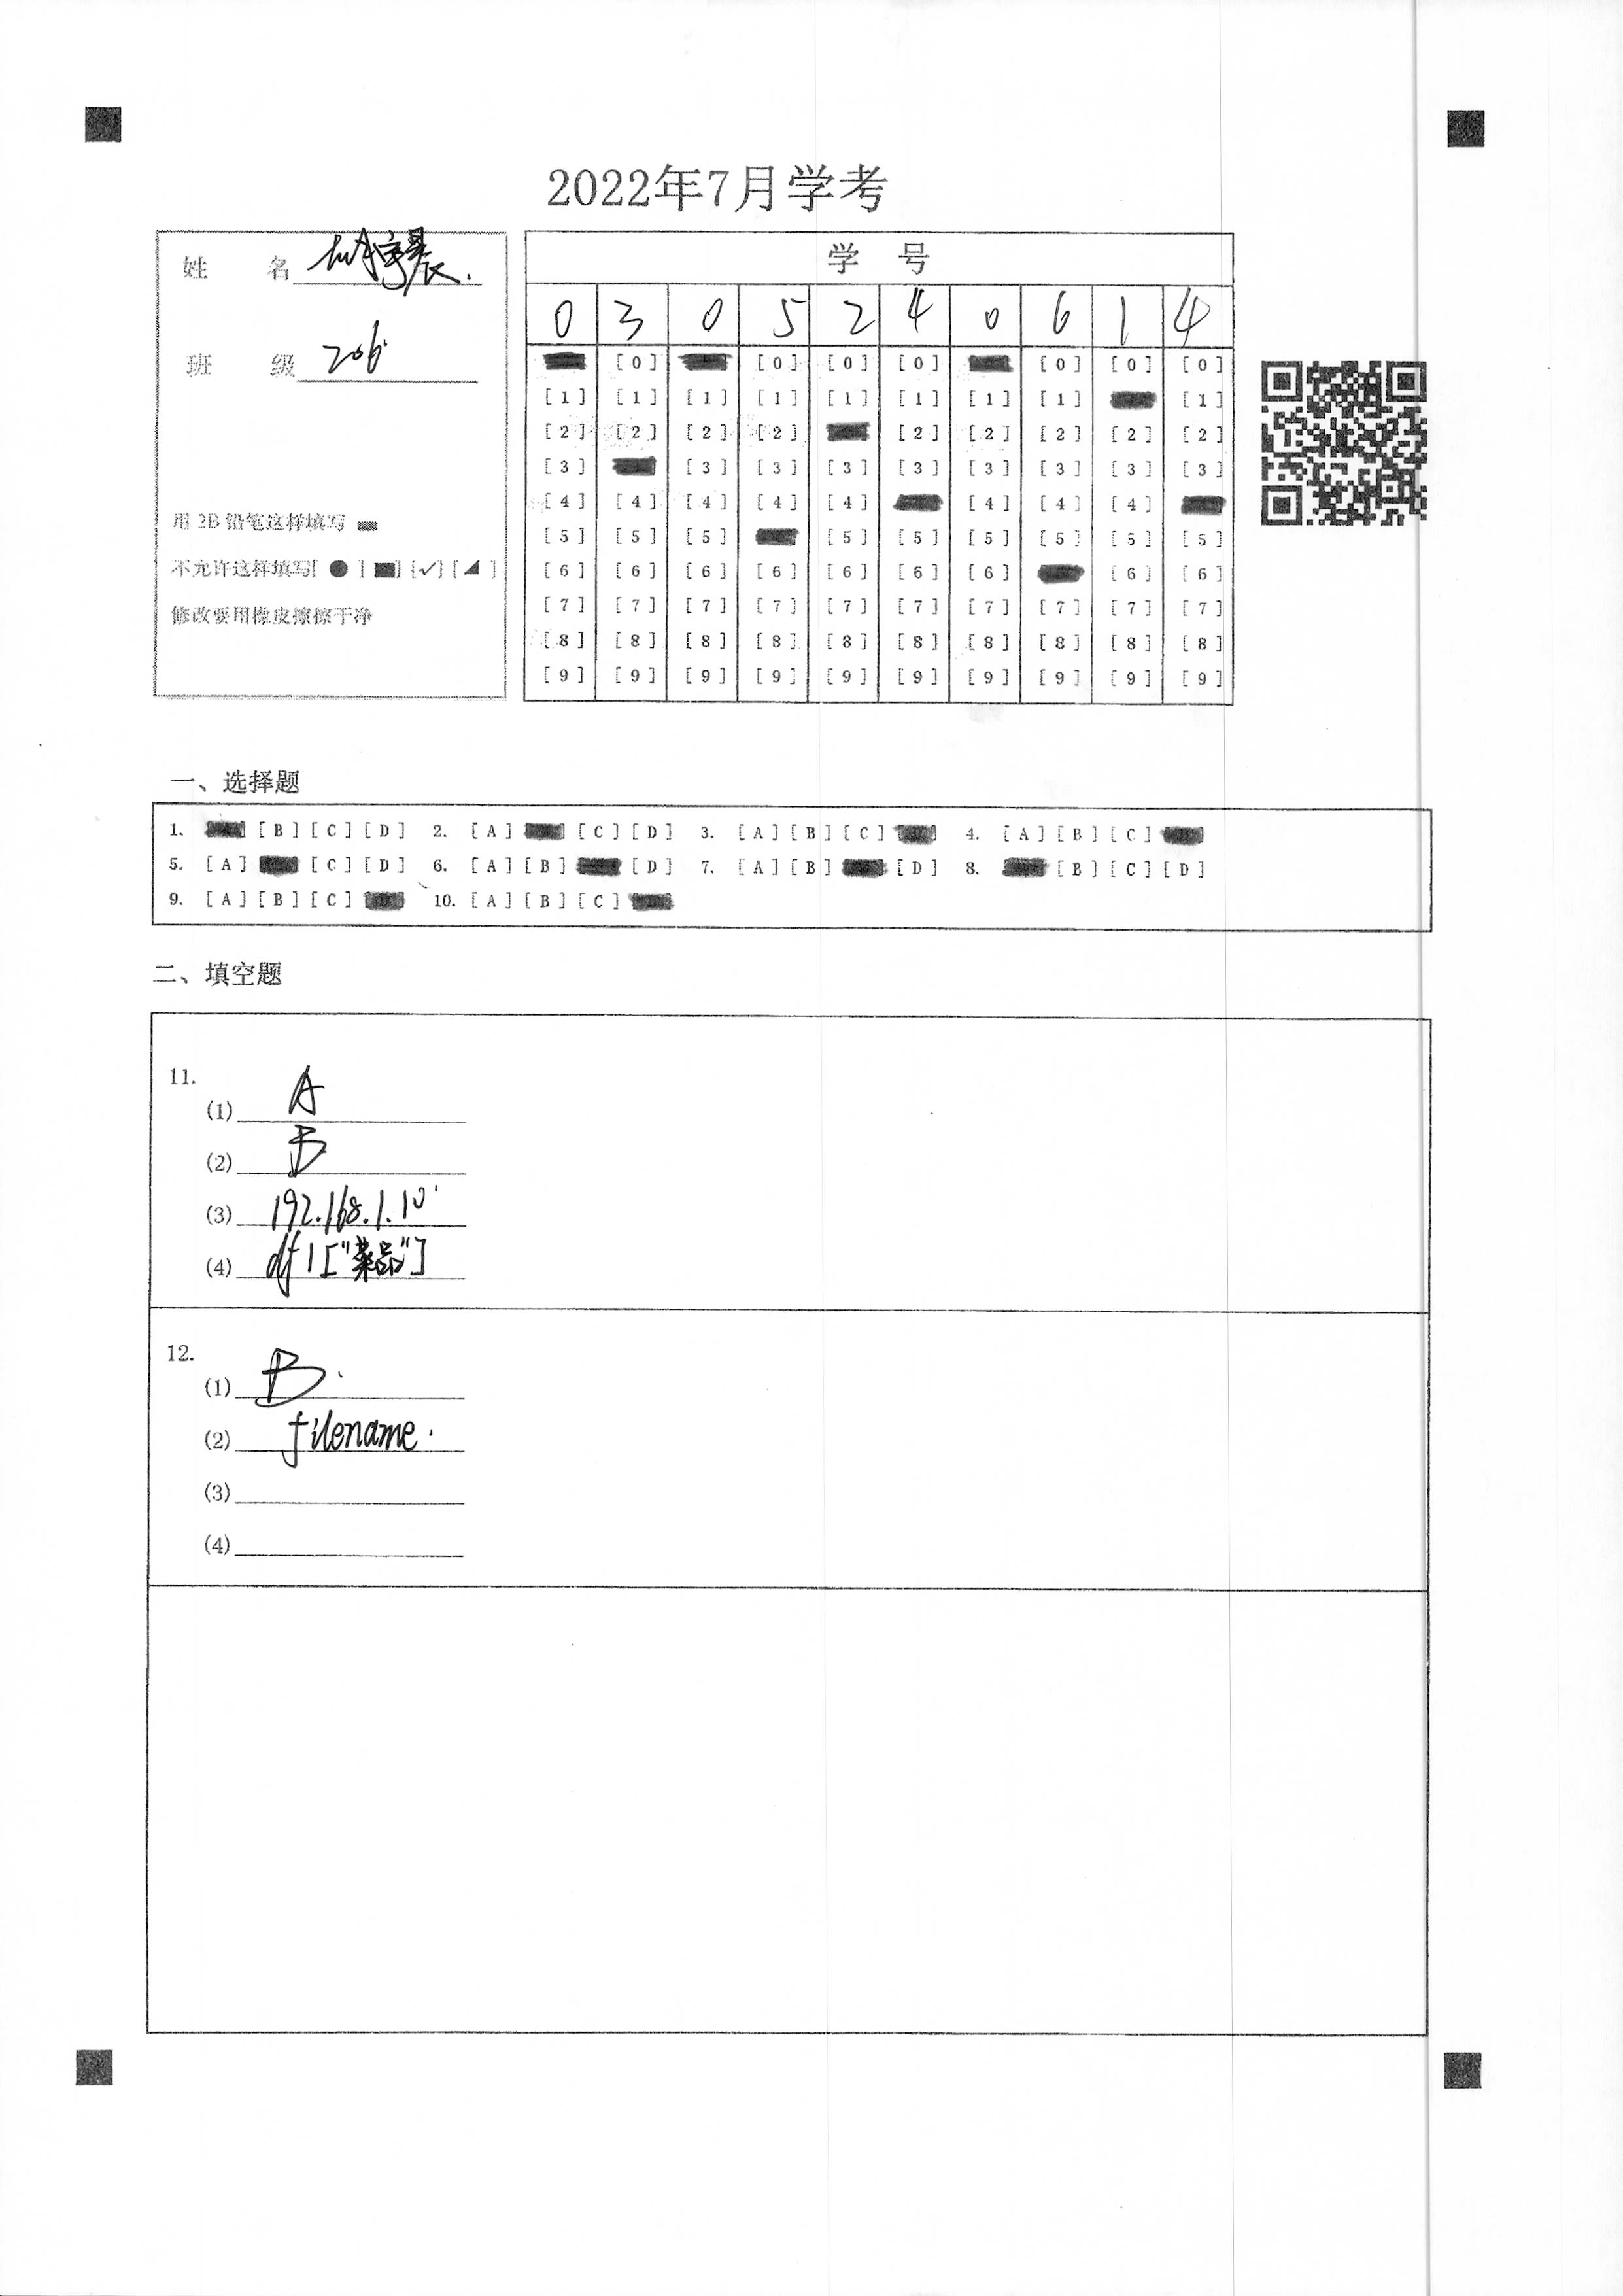 2022年7月学考
姓 名
班 级 206
用 2B 铅笔这样填写
不允许这样填写[ ● ] [■] [✓] [◢ ]
修改要用橡皮擦擦干净
学 号
0 3 0 5 2 4 0 6 1 4
[0] [0] [0] [0] [0] [0] [0]
[1] [1] [1] [1] [1] [1] [1] [1] [1]
[2] [2] [2] [2] [2] [2] [2] [2] [2]
[3] [3] [3] [3] [3] [3] [3] [3] [3]
[4] [4] [4] [4] [4] [4] [4] [4]
[5] [5] [5] [5] [5] [5] [5] [5] [5]
[6] [6] [6] [6] [6] [6] [6] [6] [6]
[7] [7] [7] [7] [7] [7] [7] [7] [7] [7]
[8] [8] [8] [8] [8] [8] [8] [8] [8] [8]
[9] [9] [9] [9] [9] [9] [9] [9] [9] [9]
一、选择题
1. [B] [C] [D] 2. [A] [C] [D] 3. [A] [B] [C] 4. [A] [B] [C]
5. [A] [C] [D] 6. [A] [B] [D] 7. [A] [B] [D] 8. [B] [C] [D]
9. [A] [B] [C] 10. [A] [B] [C]
二、填空题
11.
(1) A
(2) B
(3) 192.168.1.10
(4) df1["菜品"]
12.
(1) B
(2) filename
(3)
(4)